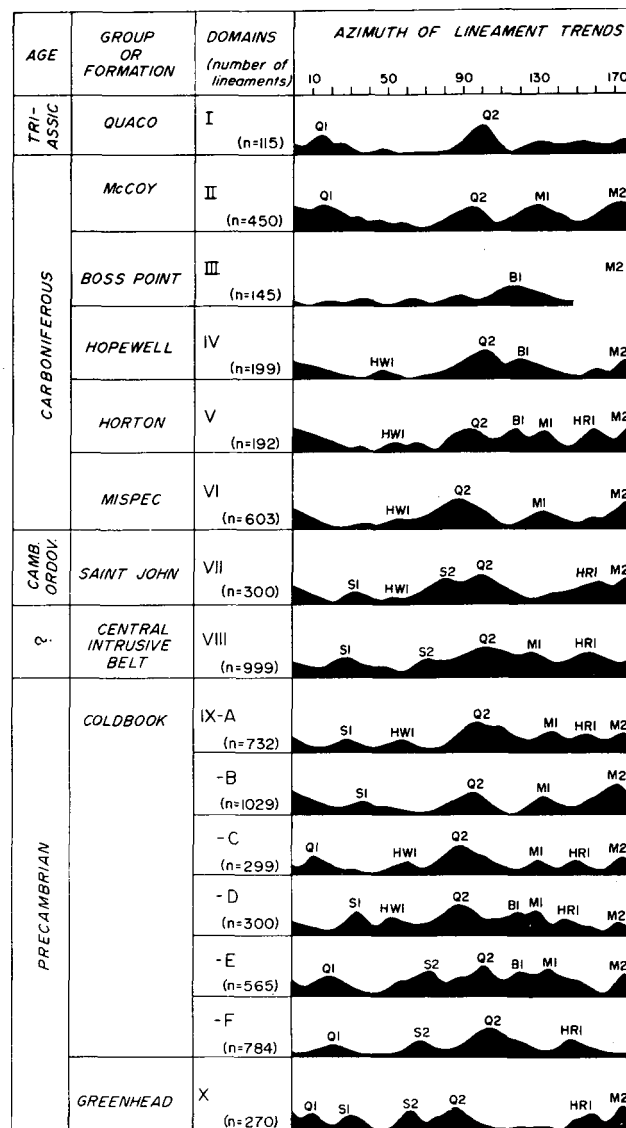 AGE
GROUP
OR
FORMATION
DOMAINS
(number of
lineaments)
AZIMUTH OF LINEAMENT TRENDS
10 50 90 130 170
TRI-
ASSIC
QUACO
I
(n=115)
Q1 Q2
CARBONIFEROUS
McCOY
II
(n=450)
Q1 Q2 M1 M2
BOSS POINT
III
(n=145)
B1 M2
HOPEWELL
IV
(n=199)
HW1 Q2 B1 M2
HORTON
V
(n=192)
HW1 Q2 B1 M1 HR1 M2
MISPEC
VI
(n=603)
HW1 Q2 M1 M2
CAMB.
ORDOV.
SAINT JOHN
VII
(n=300)
S1 HW1 S2 Q2 HR1 M2
?
CENTRAL
INTRUSIVE
BELT
VIII
(n=999)
S1 S2 Q2 M1 HR1
PRECAMBRIAN
COLDBOOK
IX-A
(n=732)
S1 HW1 Q2 M1 HR1 M2
-B
(n=1029)
S1 Q2 M1 M2
-C
(n=299)
Q1 HW1 Q2 M1 HR1 M2
-D
(n=300)
S1 HW1 Q2 B1 M1 HR1 M2
-E
(n=565)
Q1 S2 Q2 B1 M1 M2
-F
(n=784)
Q1 S2 Q2 HR1
GREENHEAD
X
(n=270)
Q1 S1 S2 Q2 HR1 M2